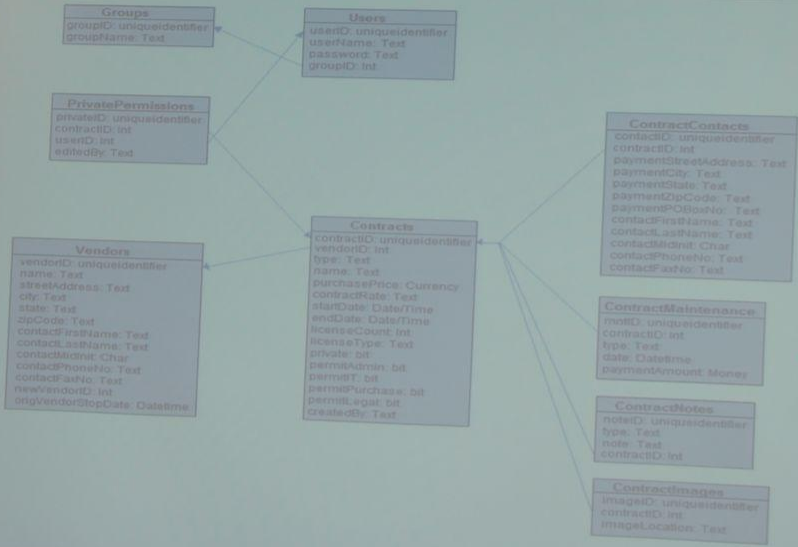 Groups
groupID: uniqueidentifier
groupName: Text
Users
userID: uniqueidentifier
userName: Text
password: Text
groupID: Int
PrivatePermissions
privateID: uniqueidentifier
contractID: Int
userID: Int
editedBy: Text
Vendors
vendorID: uniqueidentifier
name: Text
streetAddress: Text
city: Text
state: Text
zipCode: Text
contactFirstName: Text
contactLastName: Text
contactMidInit: Char
contactPhoneNo: Text
contactFaxNo: Text
newVendorID: Int
origVendorStopDate: Datetime
Contracts
contractID: uniqueidentifier
vendorID: Int
type: Text
name: Text
purchasePrice: Currency
contractRate: Text
startDate: Date/Time
endDate: Date/Time
licenseCount: Int
licenseType: Text
private: bit
permitAdmin: bit
permitIT: bit
permitPurchase: bit
permitLegal: bit
createdBy: Text
ContractContacts
contactID: uniqueidentifier
contractID: Int
paymentStreetAddress: Text
paymentCity: Text
paymentState: Text
paymentZipCode: Text
paymentPOBoxNo: Text
contactFirstName: Text
contactLastName: Text
contactMidInit: Char
contactPhoneNo: Text
contactFaxNo: Text
ContractMaintenance
mntID: uniqueidentifier
contractID: Int
type: Text
date: Datetime
paymentAmount: Money
ContractNotes
noteID: uniqueidentifier
type: Text
note: Text
contractID: Int
ContractImages
imageID: uniqueidentifier
contractID: Int
imageLocation: Text